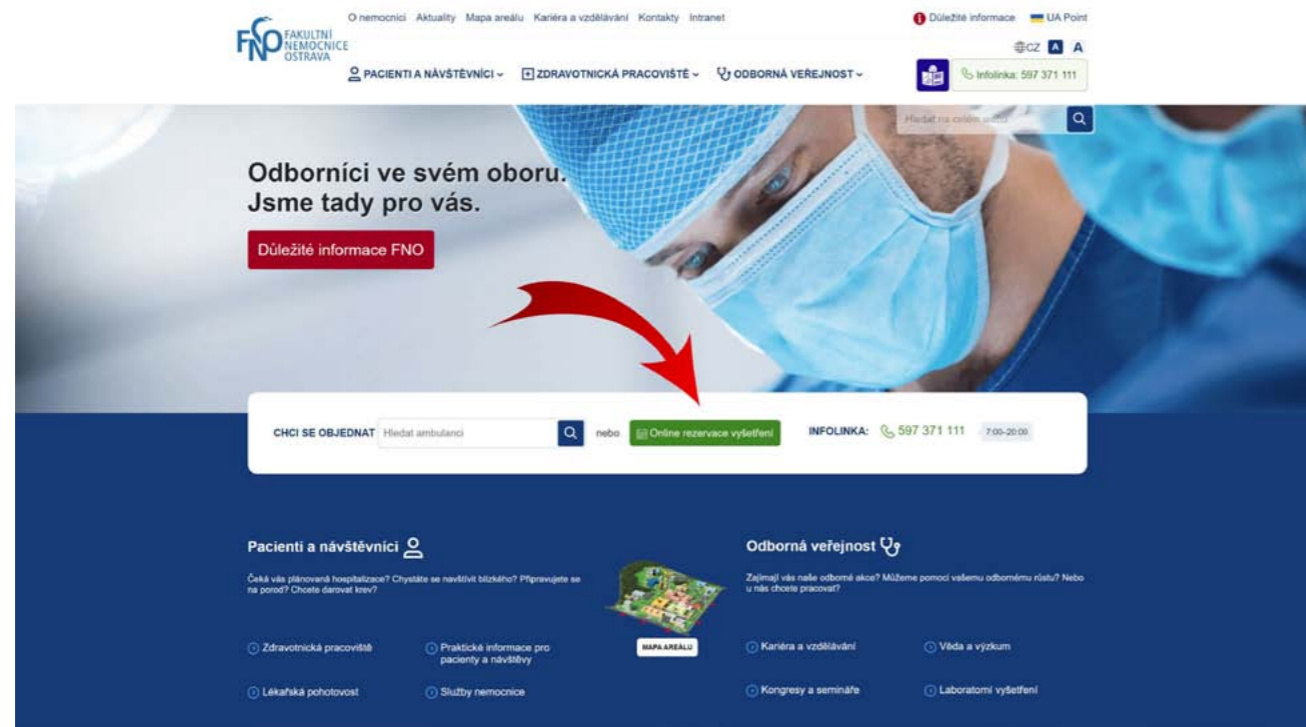 FNO FAKULTNÍ
NEMOCNICE
OSTRAVA
O nemocnici Aktuality Mapa areálu Kariéra a vzdělávání Kontakty Intranet
Důležité informace UA Point
CZ A A
PACIENTI A NÁVŠTĚVNÍCI ZDRAVOTNICKÁ PRACOVIŠTĚ ODBORNÁ VEŘEJNOST
Infolinka: 597 371 111
Hledat na celém webu
Odborníci ve svém oboru.
Jsme tady pro vás.
Důležité informace FNO
CHCI SE OBJEDNAT Hledat ambulanci nebo Online rezervace vyšetření INFOLINKA: 597 371 111 7:00–20:00
Pacienti a návštěvníci
Čeká vás plánovaná hospitalizace? Chystáte se navštívit blízkého? Připravujete se
na porod? Chcete darovat krev?
Zdravotnická pracoviště
Praktické informace pro
pacienty a návštěvy
Lékařská pohotovost
Služby nemocnice
MAPA AREÁLU
Odborná veřejnost
Zajímají vás naše odborné akce? Můžeme pomoci vašemu odbornému růstu? Nebo
u nás chcete pracovat?
Kariéra a vzdělávání
Věda a výzkum
Kongresy a semináře
Laboratorní vyšetření